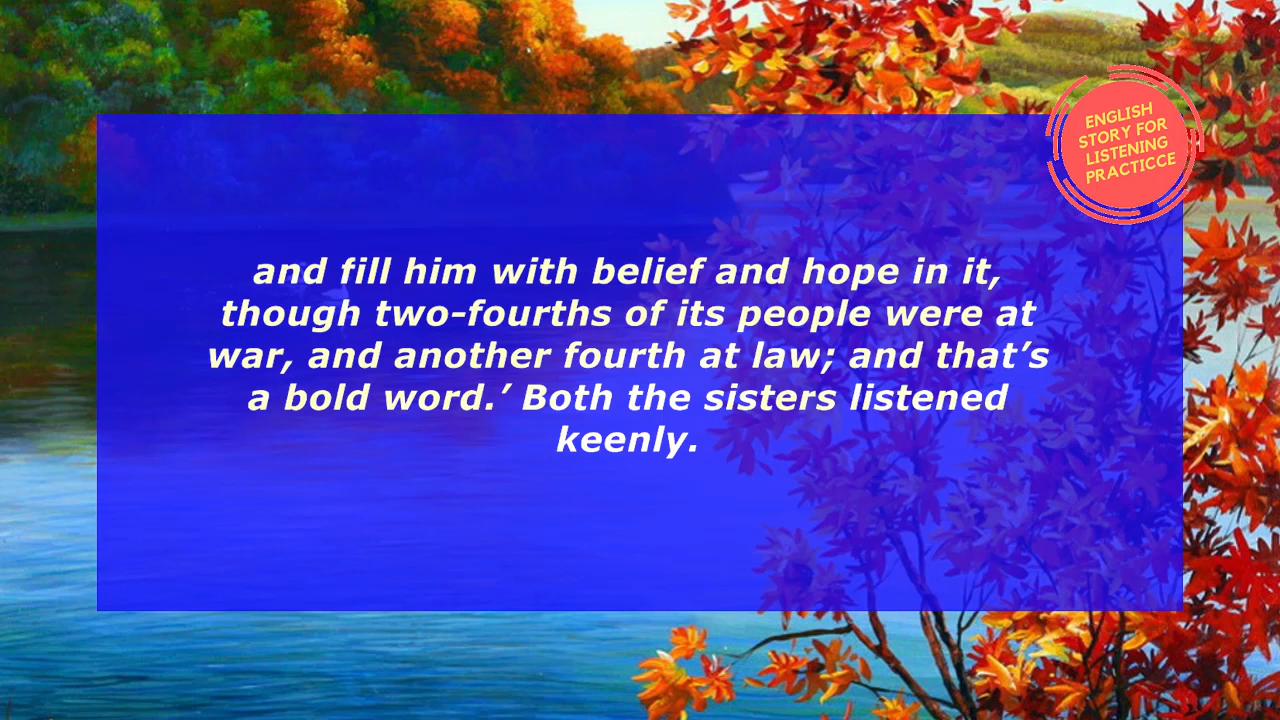 ENGLISH
STORY FOR
LISTENING
PRACTICCE
and fill him with belief and hope in it,
though two-fourths of its people were at
war, and another fourth at law; and that’s
a bold word.’ Both the sisters listened
keenly.